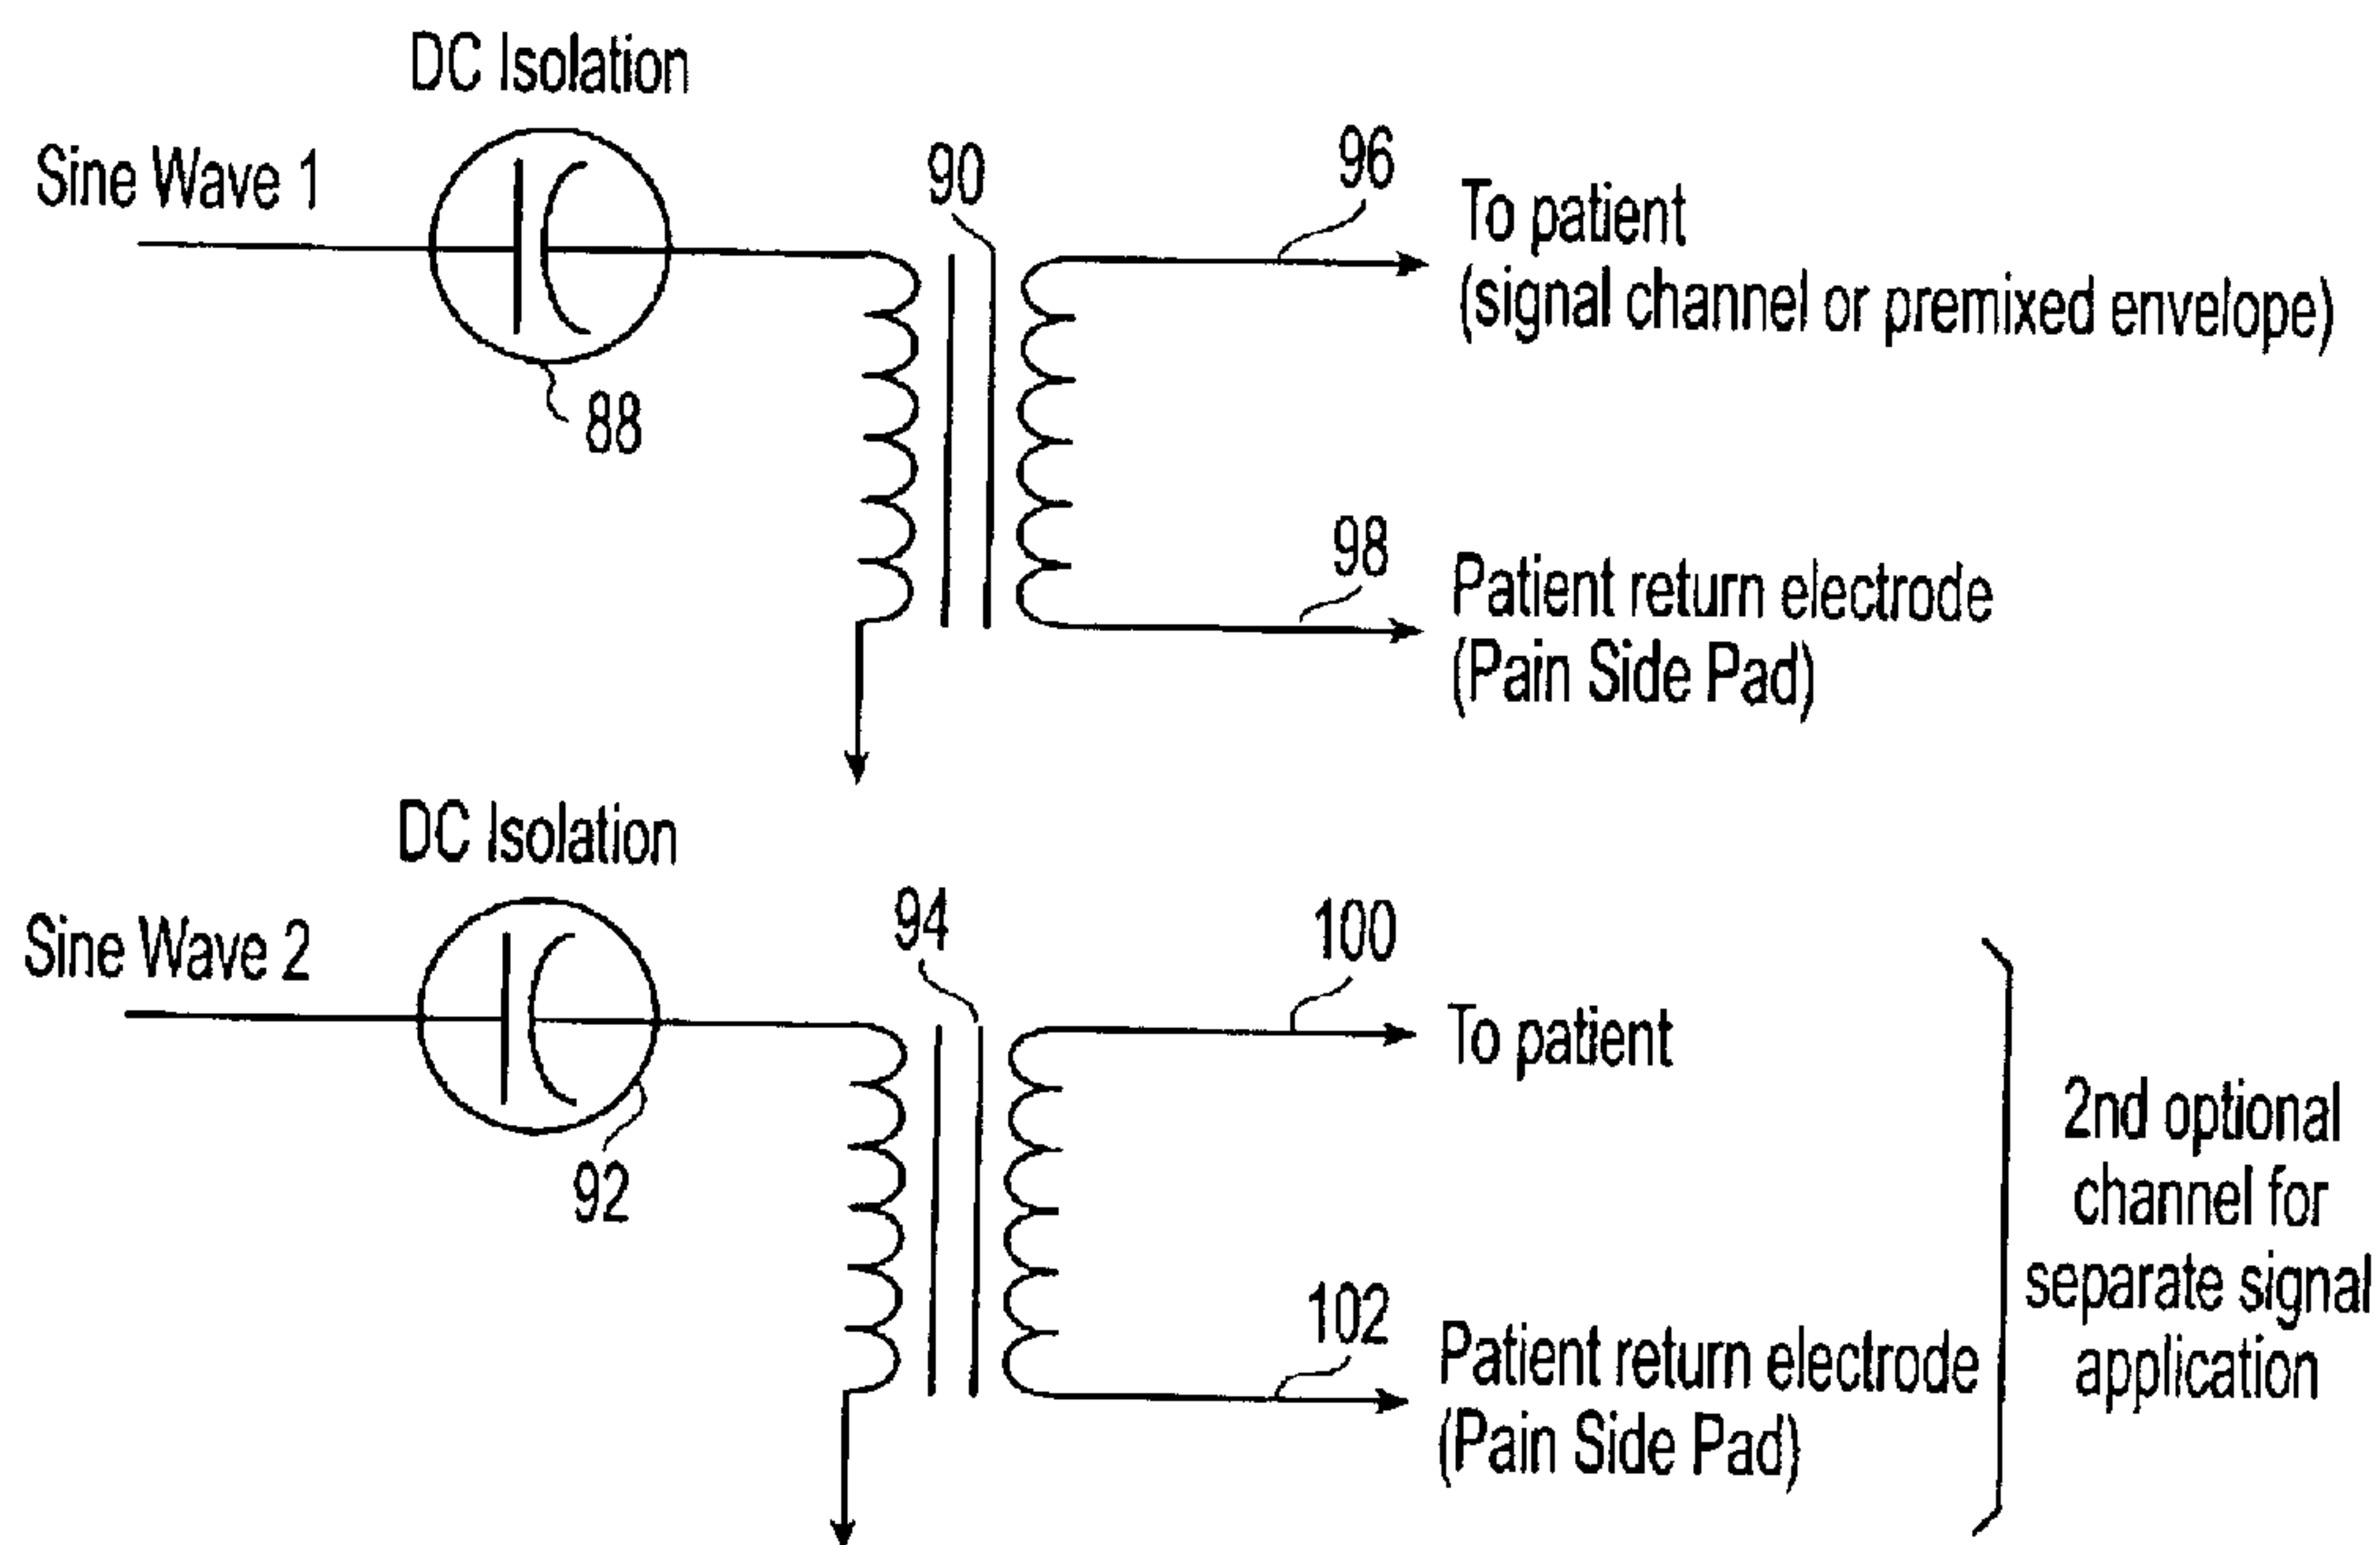 DC Isolation
Sine Wave 1
90
96
To patient
(signal channel or premixed envelope)
88
98
Patient return electrode
(Pain Side Pad)
DC Isolation
Sine Wave 2
94
100
To patient
92
102
Patient return electrode
(Pain Side Pad)
2nd optional
channel for
separate signal
application